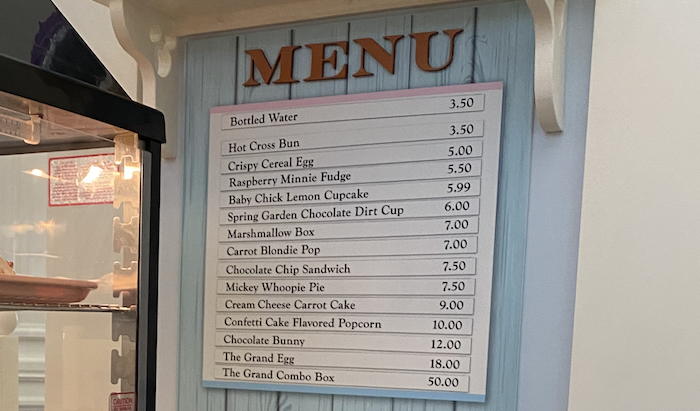 MENU
Bottled Water 3.50
Hot Cross Bun 3.50
Crispy Cereal Egg 5.00
Raspberry Minnie Fudge 5.50
Baby Chick Lemon Cupcake 5.99
Spring Garden Chocolate Dirt Cup 6.00
Marshmallow Box 7.00
Carrot Blondie Pop 7.00
Chocolate Chip Sandwich 7.50
Mickey Whoopie Pie 7.50
Cream Cheese Carrot Cake 9.00
Confetti Cake Flavored Popcorn 10.00
Chocolate Bunny 12.00
The Grand Egg 18.00
The Grand Combo Box 50.00
CAUTION